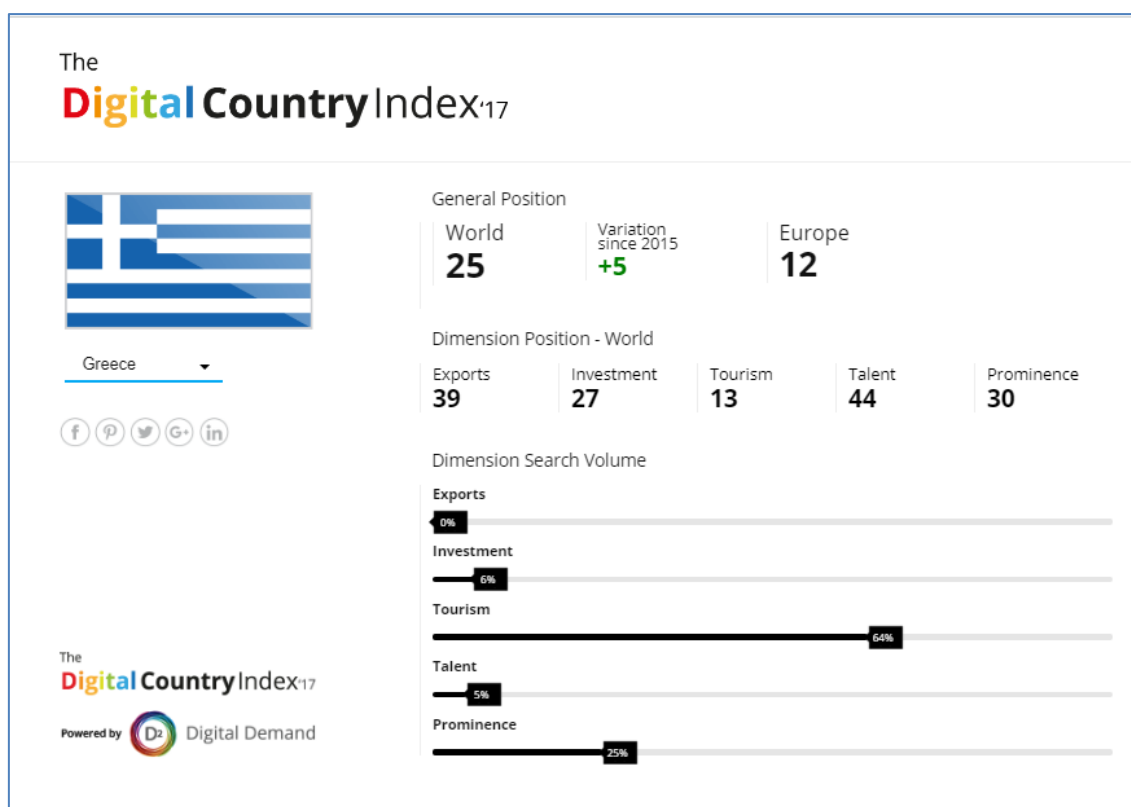 The
Digital Country Index '17
General Position
World
25
Variation
since 2015
+5
Europe
12
Greece
Dimension Position - World
Exports
39
Investment
27
Tourism
13
Talent
44
Prominence
30
Dimension Search Volume
Exports
0%
Investment
6%
Tourism
64%
Talent
5%
Prominence
25%
The
Digital Country Index '17
Powered by D2 Digital Demand